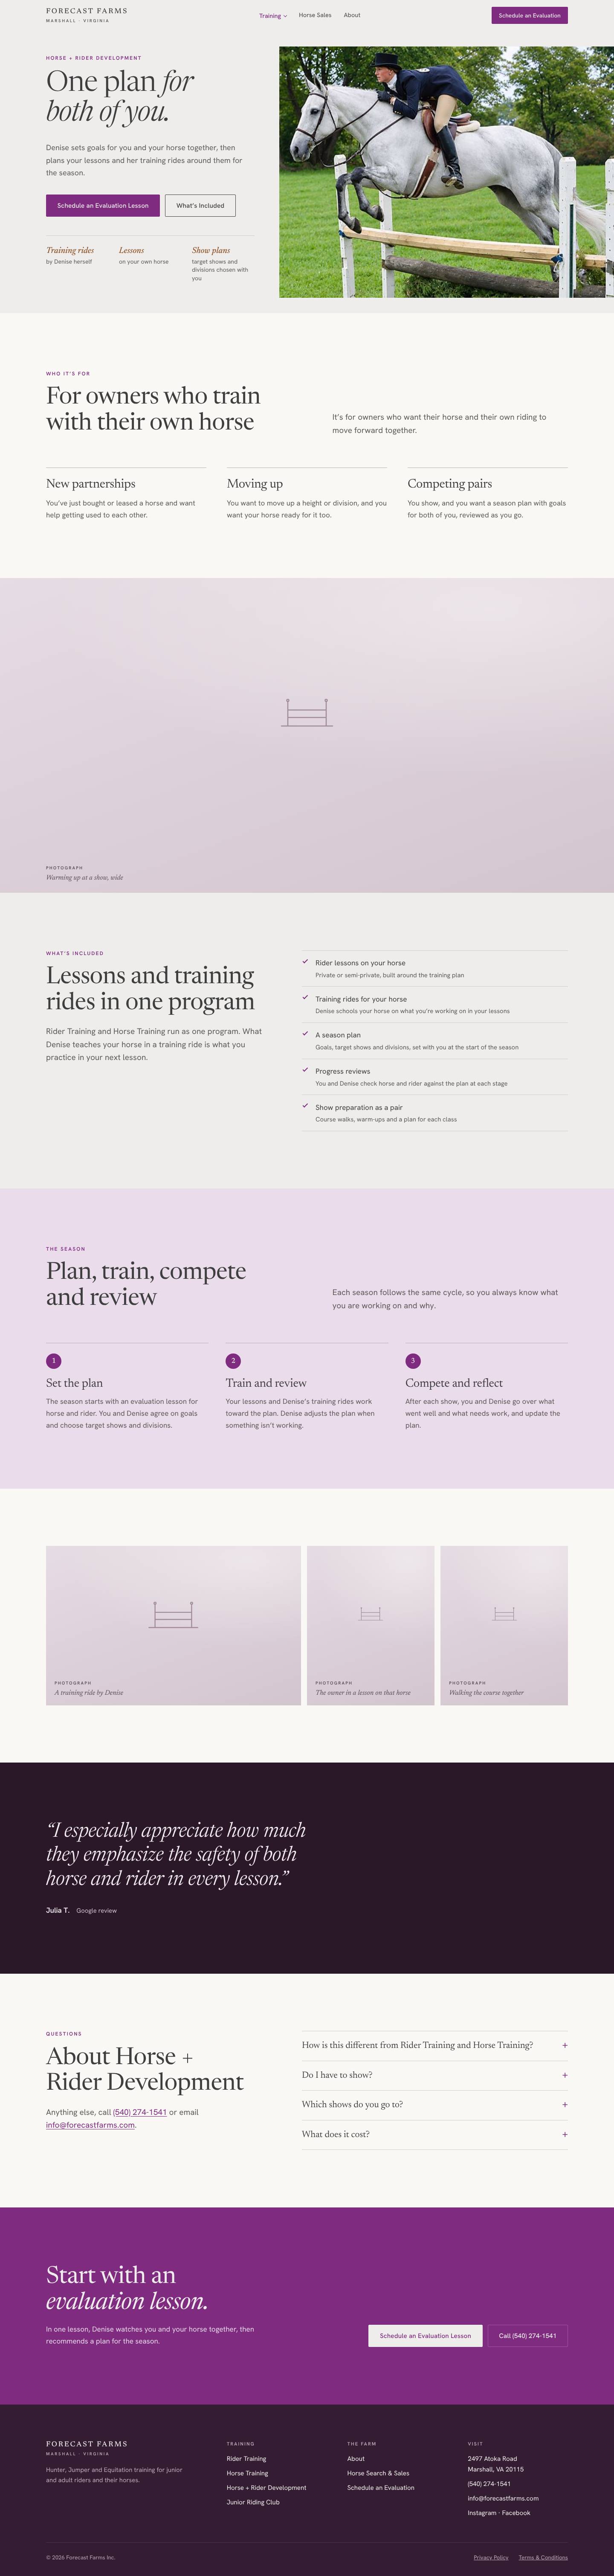 FORECAST FARMS
MARSHALL · VIRGINIA
Training
Horse Sales
About
Schedule an Evaluation
HORSE + RIDER DEVELOPMENT
One plan for
both of you.
Denise sets goals for you and your horse together, then
plans your lessons and her training rides around them for
the season.
Schedule an Evaluation Lesson
What's Included
Training rides
by Denise herself
Lessons
on your own horse
Show plans
target shows and
divisions chosen with
you
WHO IT'S FOR
For owners who train
with their own horse
It's for owners who want their horse and their own riding to
move forward together.
New partnerships
You've just bought or leased a horse and want
help getting used to each other.
Moving up
You want to move up a height or division, and you
want your horse ready for it too.
Competing pairs
You show, and you want a season plan with goals
for both of you, reviewed as you go.
PHOTOGRAPH
Warming up at a show, wide
WHAT'S INCLUDED
Lessons and training
rides in one program
Rider Training and Horse Training run as one program. What
Denise teaches your horse in a training ride is what you
practice in your next lesson.
Rider lessons on your horse
Private or semi-private, built around the training plan
Training rides for your horse
Denise schools your horse on what you're working on in your lessons
A season plan
Goals, target shows and divisions, set with you at the start of the season
Progress reviews
You and Denise check horse and rider against the plan at each stage
Show preparation as a pair
Course walks, warm-ups and a plan for each class
THE SEASON
Plan, train, compete
and review
Each season follows the same cycle, so you always know what
you are working on and why.
1
Set the plan
The season starts with an evaluation lesson for
horse and rider. You and Denise agree on goals
and choose target shows and divisions.
2
Train and review
Your lessons and Denise's training rides work
toward the plan. Denise adjusts the plan when
something isn't working.
3
Compete and reflect
After each show, you and Denise go over what
went well and what needs work, and update the
plan.
PHOTOGRAPH
A training ride by Denise
PHOTOGRAPH
The owner in a lesson on that horse
PHOTOGRAPH
Walking the course together
“I especially appreciate how much
they emphasize the safety of both
horse and rider in every lesson.”
Julia T. Google review
QUESTIONS
About Horse +
Rider Development
Anything else, call (540) 274-1541 or email
info@forecastfarms.com.
How is this different from Rider Training and Horse Training?
Do I have to show?
Which shows do you go to?
What does it cost?
Start with an
evaluation lesson.
In one lesson, Denise watches you and your horse together, then
recommends a plan for the season.
Schedule an Evaluation Lesson
Call (540) 274-1541
FORECAST FARMS
MARSHALL · VIRGINIA
Hunter, Jumper and Equitation training for junior
and adult riders and their horses.
TRAINING
Rider Training
Horse Training
Horse + Rider Development
Junior Riding Club
THE FARM
About
Horse Search & Sales
Schedule an Evaluation
VISIT
2497 Atoka Road
Marshall, VA 20115
(540) 274-1541
info@forecastfarms.com
Instagram · Facebook
© 2026 Forecast Farms Inc.
Privacy Policy
Terms & Conditions